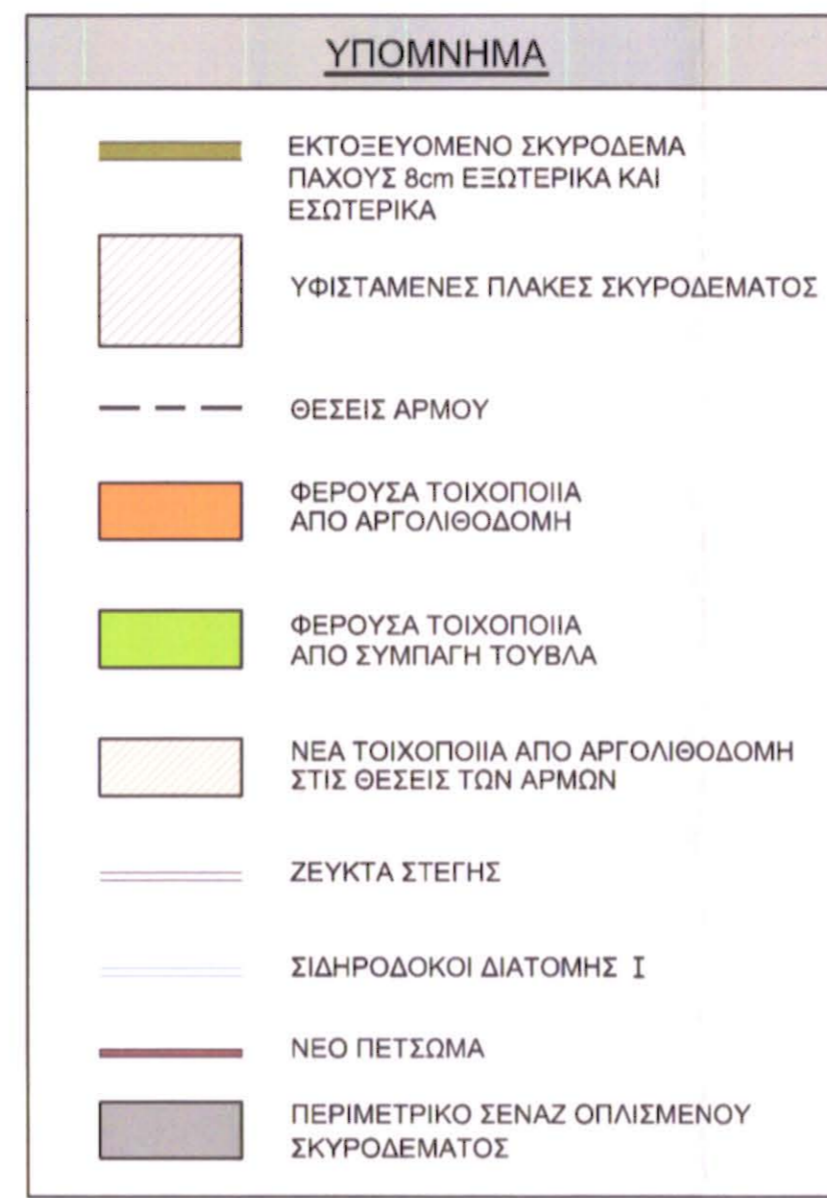 ΥΠΟΜΝΗΜΑ
ΕΚΤΟΞΕΥΟΜΕΝΟ ΣΚΥΡΟΔΕΜΑ
ΠΑΧΟΥΣ 8cm ΕΞΩΤΕΡΙΚΑ ΚΑΙ
ΕΣΩΤΕΡΙΚΑ
ΥΦΙΣΤΑΜΕΝΕΣ ΠΛΑΚΕΣ ΣΚΥΡΟΔΕΜΑΤΟΣ
ΘΕΣΕΙΣ ΑΡΜΟΥ
ΦΕΡΟΥΣΑ ΤΟΙΧΟΠΟΙΙΑ
ΑΠΟ ΑΡΓΟΛΙΘΟΔΟΜΗ
ΦΕΡΟΥΣΑ ΤΟΙΧΟΠΟΙΙΑ
ΑΠΟ ΣΥΜΠΑΓΗ ΤΟΥΒΛΑ
ΝΕΑ ΤΟΙΧΟΠΟΙΙΑ ΑΠΟ ΑΡΓΟΛΙΘΟΔΟΜΗ
ΣΤΙΣ ΘΕΣΕΙΣ ΤΩΝ ΑΡΜΩΝ
ΖΕΥΚΤΑ ΣΤΕΓΗΣ
ΣΙΔΗΡΟΔΟΚΟΙ ΔΙΑΤΟΜΗΣ I
ΝΕΟ ΠΕΤΣΩΜΑ
ΠΕΡΙΜΕΤΡΙΚΟ ΣΕΝΑΖ ΟΠΛΙΣΜΕΝΟΥ
ΣΚΥΡΟΔΕΜΑΤΟΣ